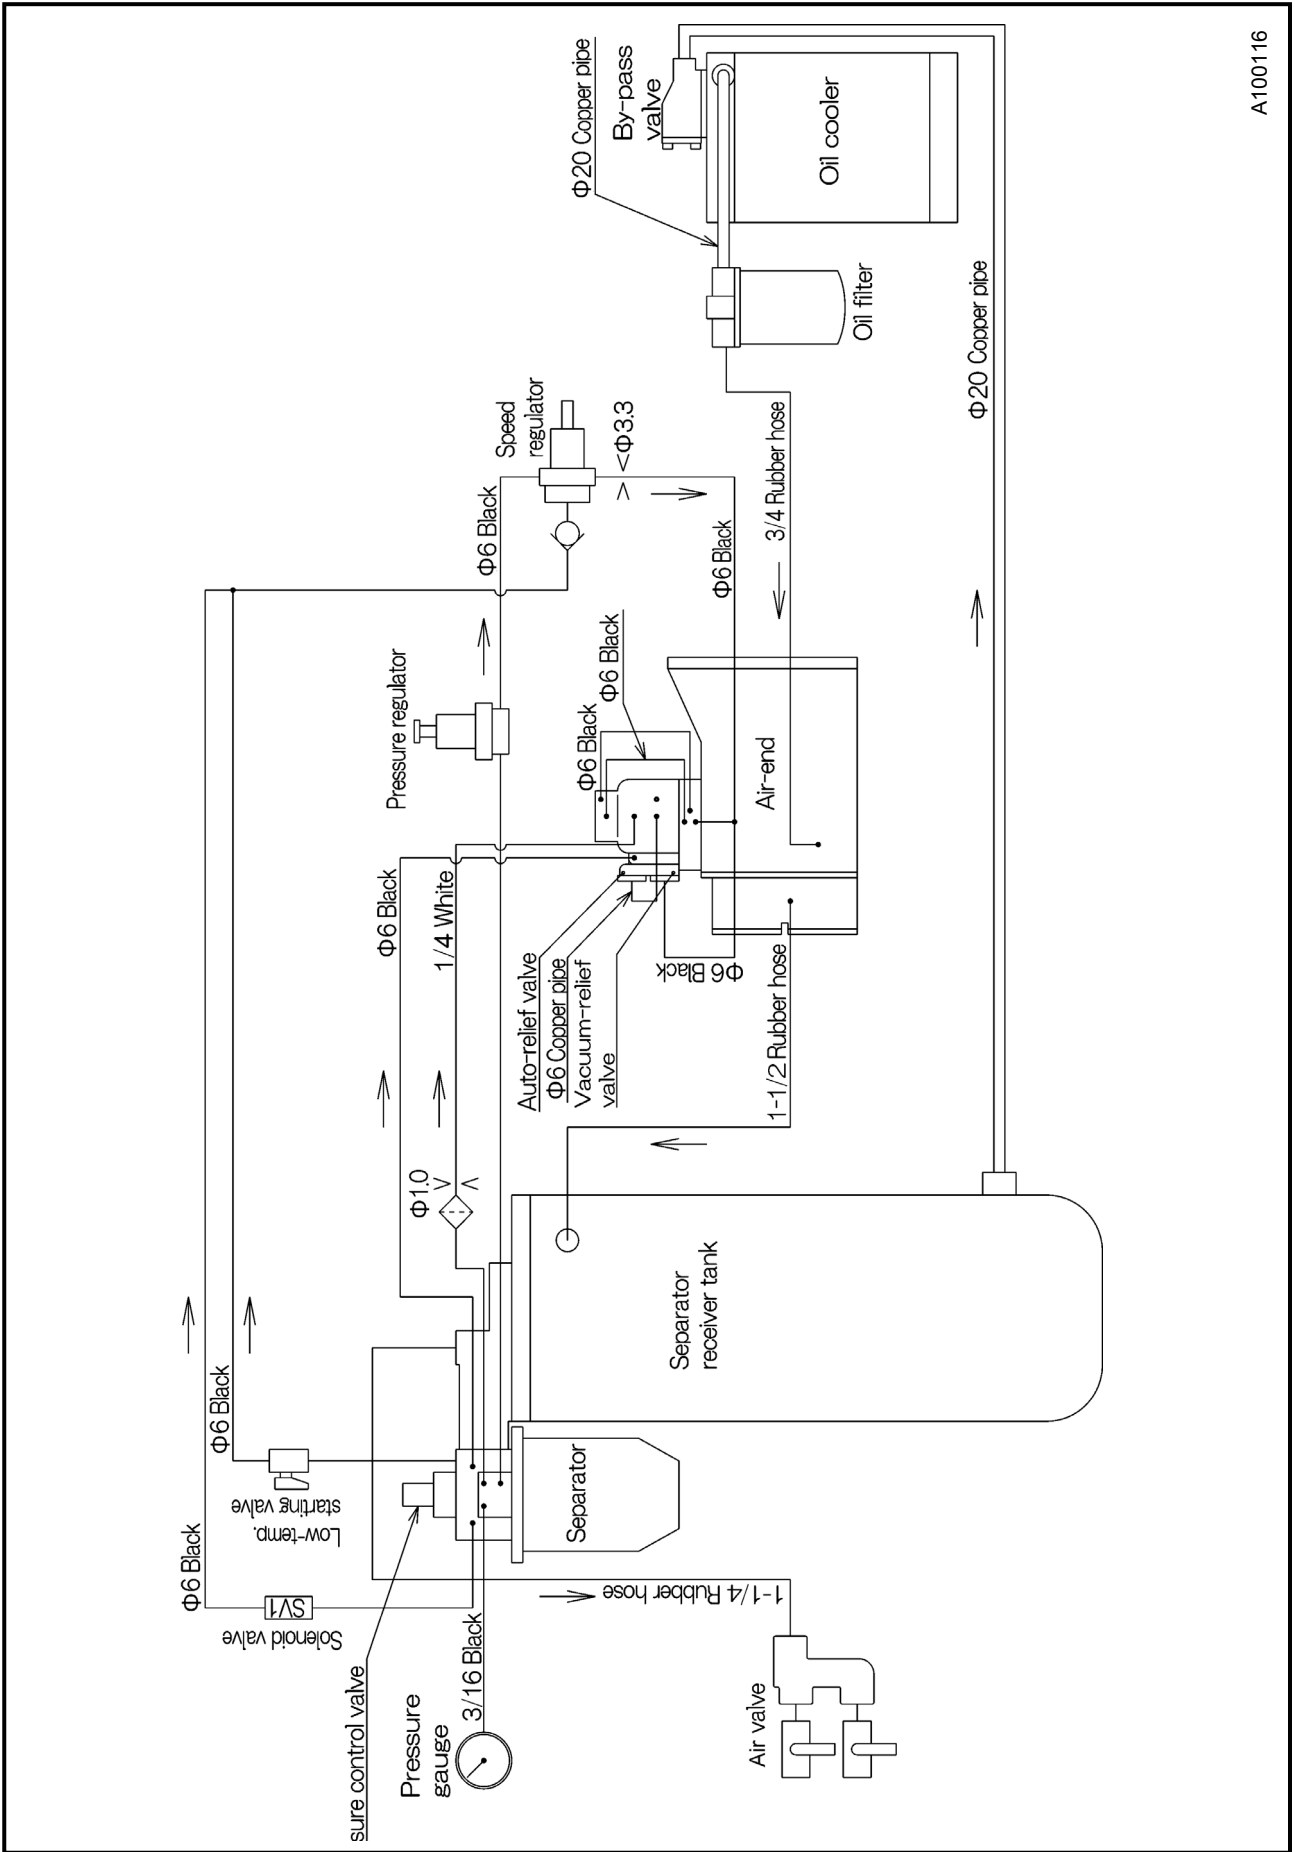 Solenoid valve
SV1
Φ6 Black
Low-temp.
starting valve
Φ6 Black
sure control valve
Pressure
gauge
3/16 Black
Φ1.0
Φ6 Black
1/4 White
Pressure regulator
Φ6 Black
Speed
regulator
> <Φ3.3
Φ6 Black
Φ6 Black
Φ6 Black
Auto-relief valve
Φ6 Copper pipe
Vacuum-relief
valve
Φ6 Black
Air-end
Φ20 Copper pipe
By-pass
valve
Oil cooler
Oil filter
3/4 Rubber hose
1-1/2 Rubber hose
Separator
Separator
receiver tank
1-1/4 Rubber hose
Air valve
Φ20 Copper pipe
A100116